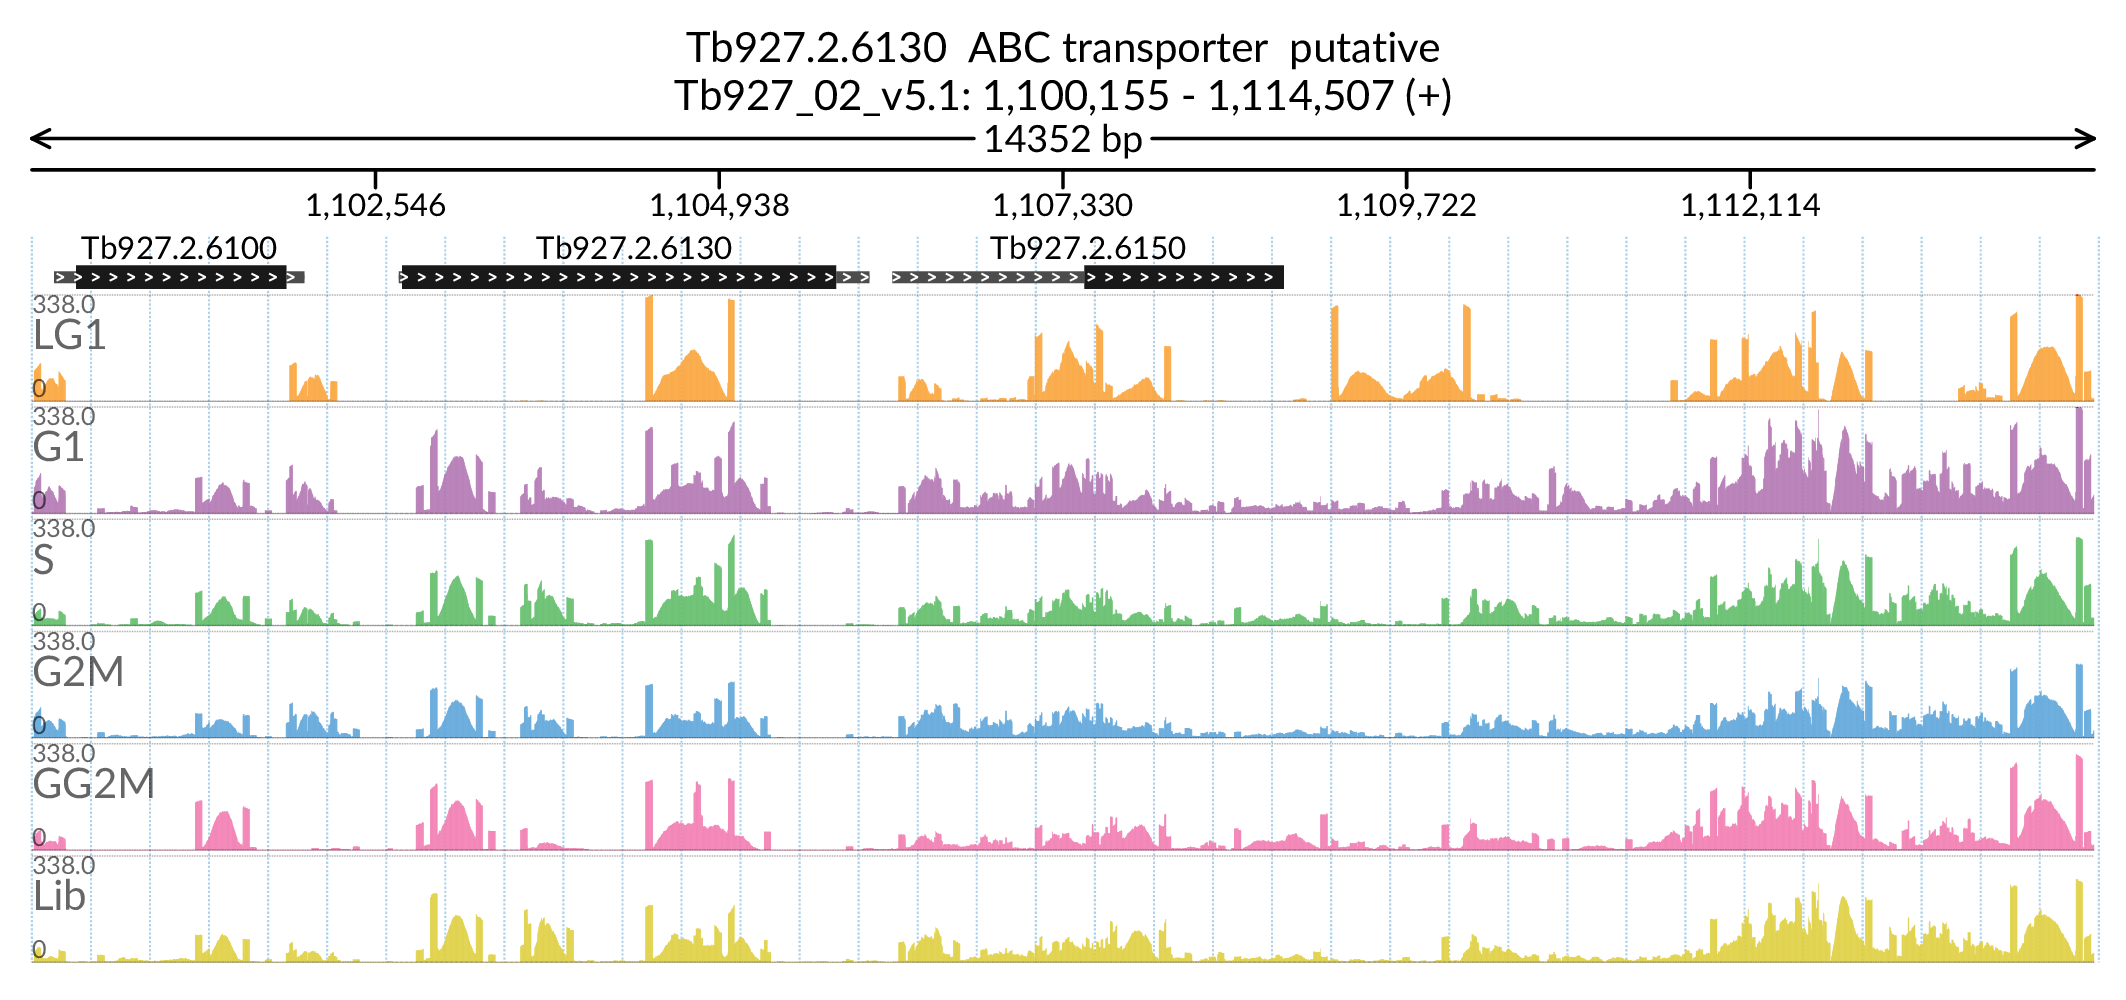 Tb927.2.6130  ABC transporter  putative
Tb927_02_v5.1: 1,100,155 - 1,114,507 (+)
14352 bp
1,102,546 1,104,938 1,107,330 1,109,722 1,112,114
Tb927.2.6100 Tb927.2.6130 Tb927.2.6150
338.0
LG1
0
338.0
G1
0
338.0
S
0
338.0
G2M
0
338.0
GG2M
0
338.0
Lib
0